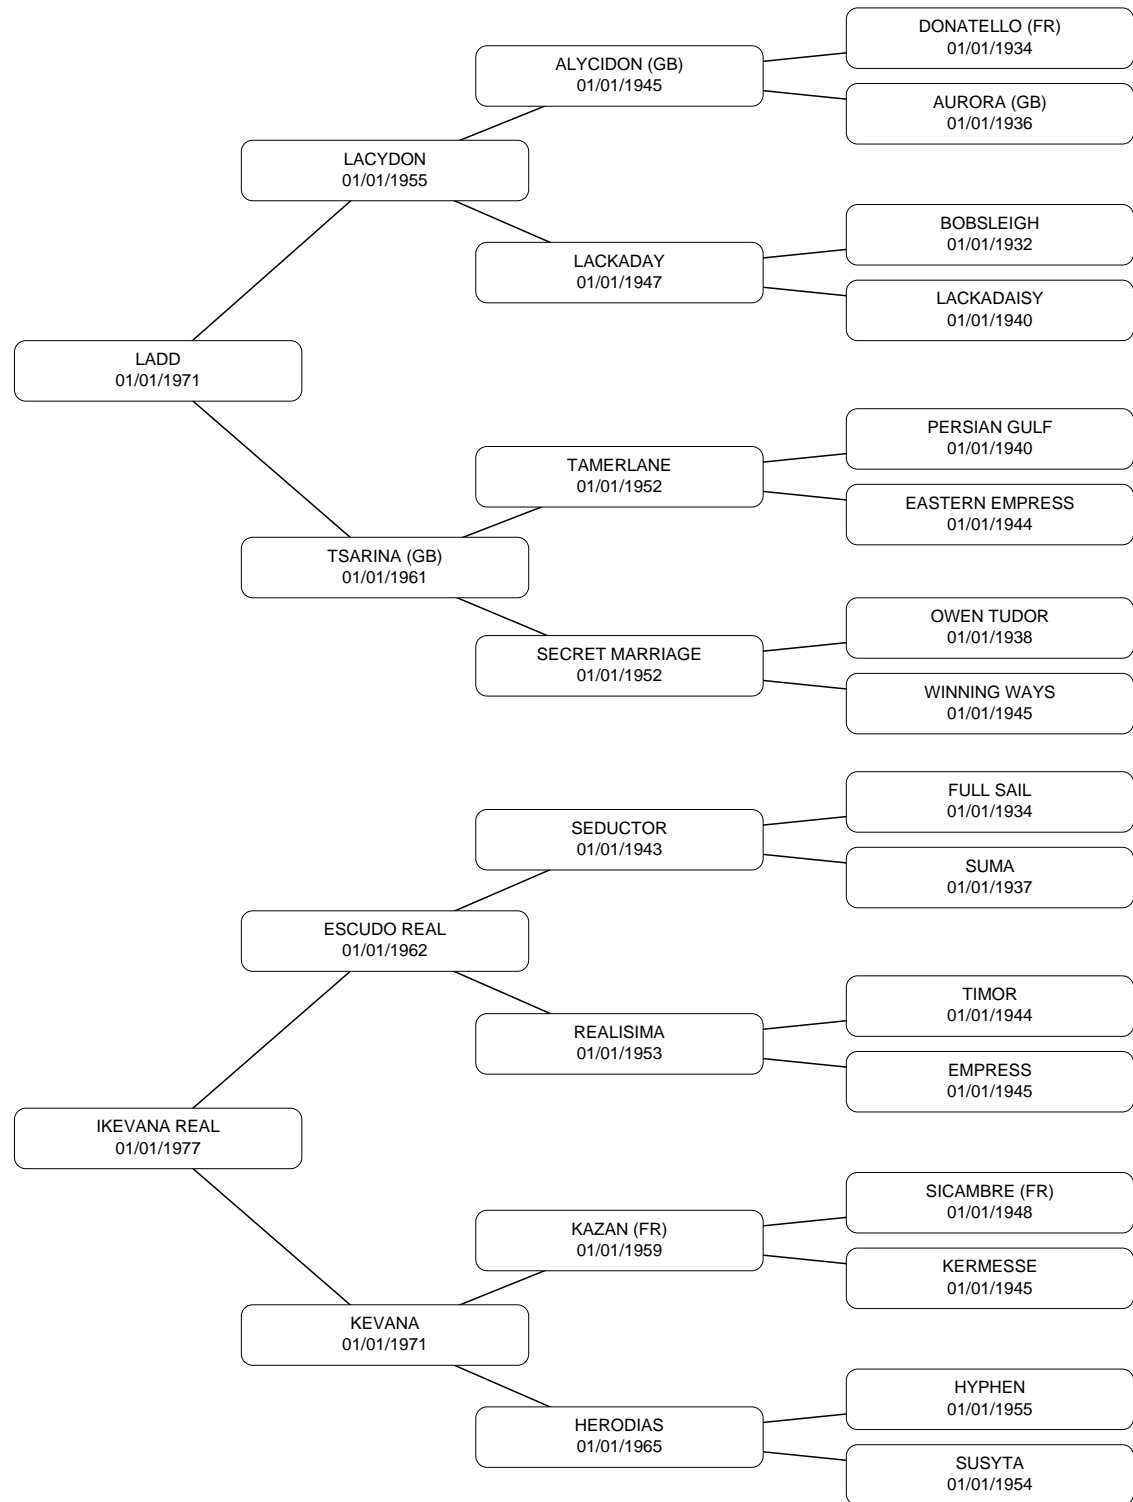 DONATELLO (FR)
01/01/1934
ALYCIDON (GB)
01/01/1945
AURORA (GB)
01/01/1936
LACYDON
01/01/1955
BOBSLEIGH
01/01/1932
LACKADAY
01/01/1947
LACKADAISY
01/01/1940
LADD
01/01/1971
PERSIAN GULF
01/01/1940
TAMERLANE
01/01/1952
EASTERN EMPRESS
01/01/1944
TSARINA (GB)
01/01/1961
OWEN TUDOR
01/01/1938
SECRET MARRIAGE
01/01/1952
WINNING WAYS
01/01/1945
FULL SAIL
01/01/1934
SEDUCTOR
01/01/1943
SUMA
01/01/1937
ESCUDO REAL
01/01/1962
TIMOR
01/01/1944
REALISIMA
01/01/1953
EMPRESS
01/01/1945
IKEVANA REAL
01/01/1977
SICAMBRE (FR)
01/01/1948
KAZAN (FR)
01/01/1959
KERMESSE
01/01/1945
KEVANA
01/01/1971
HYPHEN
01/01/1955
HERODIAS
01/01/1965
SUSYTA
01/01/1954